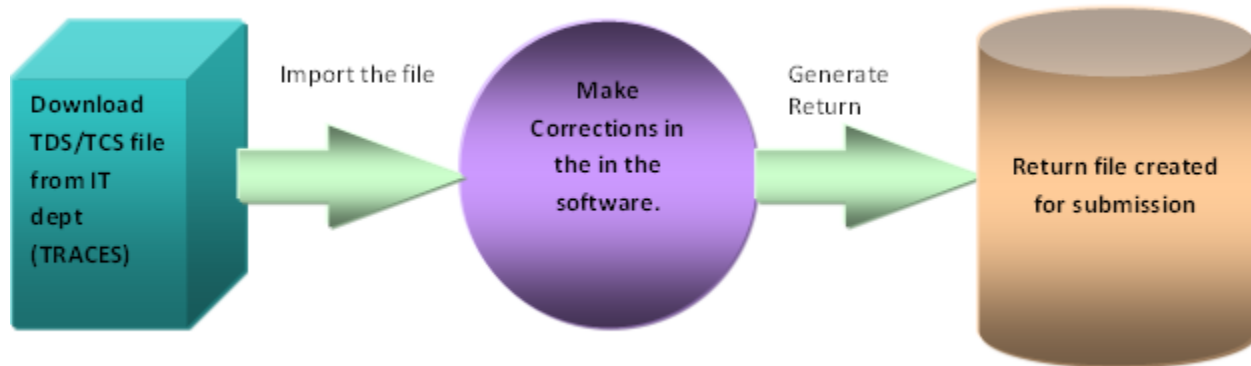 Download
TDS/TCS file
from IT
dept
(TRACES)
Import the file
Make
Corrections in
the in the
software.
Generate
Return
Return file created
for submission